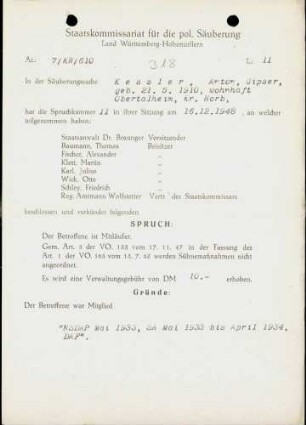 Staatskommissariat für die pol. Säuberung
Land Württemberg-Hohenzollern
Az. 7/KR/610 L. 11
318
In der Säuberungssache K e s s l e r , Anton, Gipser,
geb. 21. 5. 1910, wohnhaft
Obertalheim, Kr. Horb,
hat die Spruchkammer 11 in ihrer Sitzung am 16.12.1948, an welcher
teilgenommen haben:
Staatsanwalt Dr. Bosanger Vorsitzender
Baumann, Thomas Beisitzer
Fischer, Alexander "
Klett, Martin "
Karl, Julius "
Wick, Otto "
Schley, Friedrich "
Reg. Amtmann Wolfsutter Vertr. des Staatskommissars
beschlossen und verkündet folgenden
SPRUCH:
Der Betroffene ist Mitläufer.
Gem. Art. 8 der VO. 133 vom 17. 11. 47 in der Fassung des
Art. 1 der VO. 165 vom 13. 7. 48 werden Sühnemaßnahmen nicht
angeordnet.
Es wird eine Verwaltungsgebühr von DM 10.- erhoben.
Gründe:
Der Betroffene war Mitglied
"NSDAP Mai 1933, SA Mai 1933 bis April 1934,
DAF".